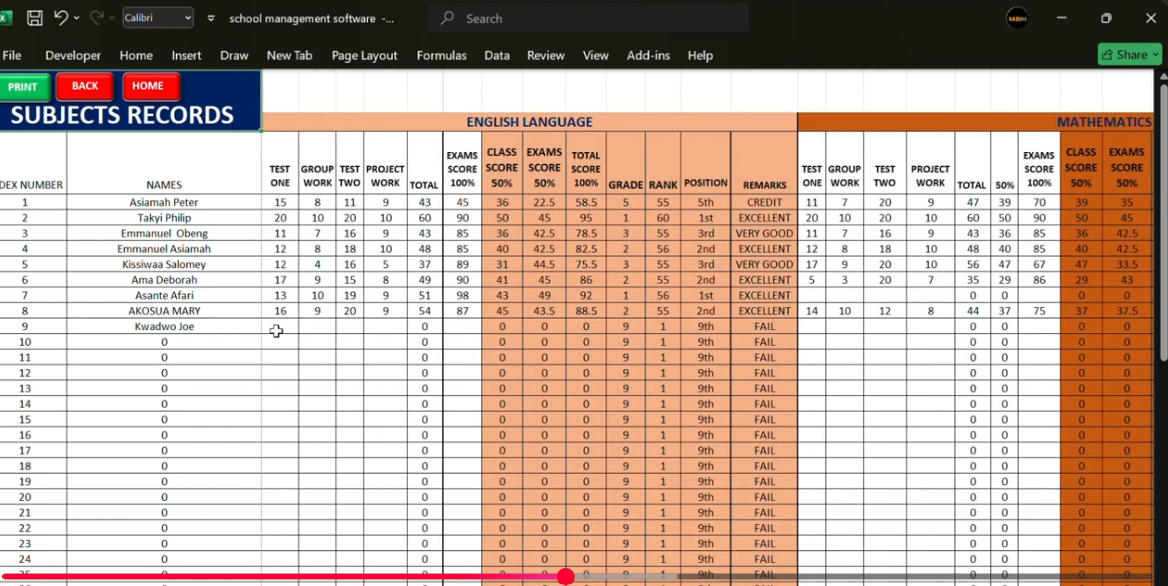 Calibri school management software -... Search
File Developer Home Insert Draw New Tab Page Layout Formulas Data Review View Add-ins Help Share
PRINT BACK HOME
SUBJECTS RECORDS
ENGLISH LANGUAGE MATHEMATICS
DEX NUMBER NAMES TEST ONE GROUP WORK TEST TWO PROJECT WORK TOTAL EXAMS SCORE 100% CLASS SCORE 50% EXAMS SCORE 50% TOTAL SCORE 100% GRADE RANK POSITION REMARKS TEST ONE GROUP WORK TEST TWO PROJECT WORK TOTAL 50% EXAMS SCORE 100% CLASS SCORE 50% EXAMS SCORE 50%
1 Asiamah Peter 15 8 11 9 43 45 36 22.5 58.5 5 55 5th CREDIT 11 7 20 9 47 39 70 39 35
2 Takyi Philip 20 10 20 10 60 90 50 45 95 1 60 1st EXCELLENT 20 10 20 10 60 50 90 50 45
3 Emmanuel Obeng 11 7 16 9 43 85 36 42.5 78.5 3 55 3rd VERY GOOD 11 7 16 9 43 36 85 36 42.5
4 Emmanuel Asiamah 12 8 18 10 48 85 40 42.5 82.5 2 56 2nd EXCELLENT 12 8 18 10 48 40 85 40 42.5
5 Kissiwaa Salomey 12 4 16 5 37 89 31 44.5 75.5 3 55 3rd VERY GOOD 17 9 20 10 56 47 67 47 33.5
6 Ama Deborah 17 9 15 8 49 90 41 45 86 2 55 2nd EXCELLENT 5 3 20 7 35 29 86 29 43
7 Asante Afari 13 10 19 9 51 98 43 49 92 1 56 1st EXCELLENT 0 0 0 0
8 AKOSUA MARY 16 9 20 9 54 87 45 43.5 88.5 2 55 2nd EXCELLENT 14 10 12 8 44 37 75 37 37.5
9 Kwadwo Joe 0 0 0 0 9 1 9th FAIL 0 0 0 0
10 0 0 0 0 0 9 1 9th FAIL 0 0 0 0
11 0 0 0 0 0 9 1 9th FAIL 0 0 0 0
12 0 0 0 0 0 9 1 9th FAIL 0 0 0 0
13 0 0 0 0 0 9 1 9th FAIL 0 0 0 0
14 0 0 0 0 0 9 1 9th FAIL 0 0 0 0
15 0 0 0 0 0 9 1 9th FAIL 0 0 0 0
16 0 0 0 0 0 9 1 9th FAIL 0 0 0 0
17 0 0 0 0 0 9 1 9th FAIL 0 0 0 0
18 0 0 0 0 0 9 1 9th FAIL 0 0 0 0
19 0 0 0 0 0 9 1 9th FAIL 0 0 0 0
20 0 0 0 0 0 9 1 9th FAIL 0 0 0 0
21 0 0 0 0 0 9 1 9th FAIL 0 0 0 0
22 0 0 0 0 0 9 1 9th FAIL 0 0 0 0
23 0 0 0 0 0 9 1 9th FAIL 0 0 0 0
24 0 0 0 0 0 9 1 9th FAIL 0 0 0 0